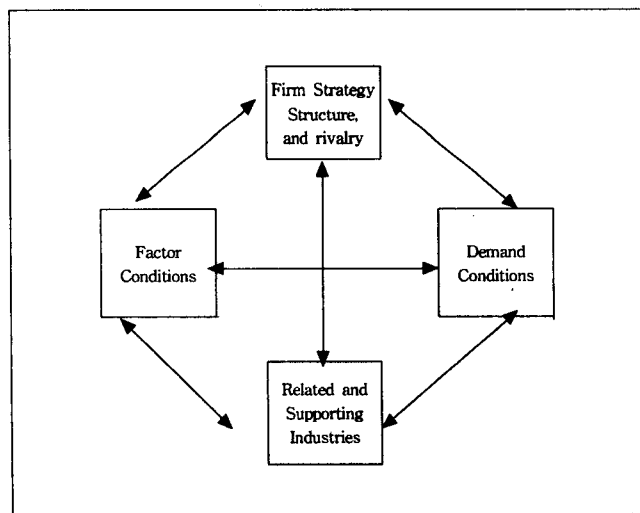 Firm Strategy
Structure,
and rivalry
Factor
Conditions
Demand
Conditions
Related and
Supporting
Industries